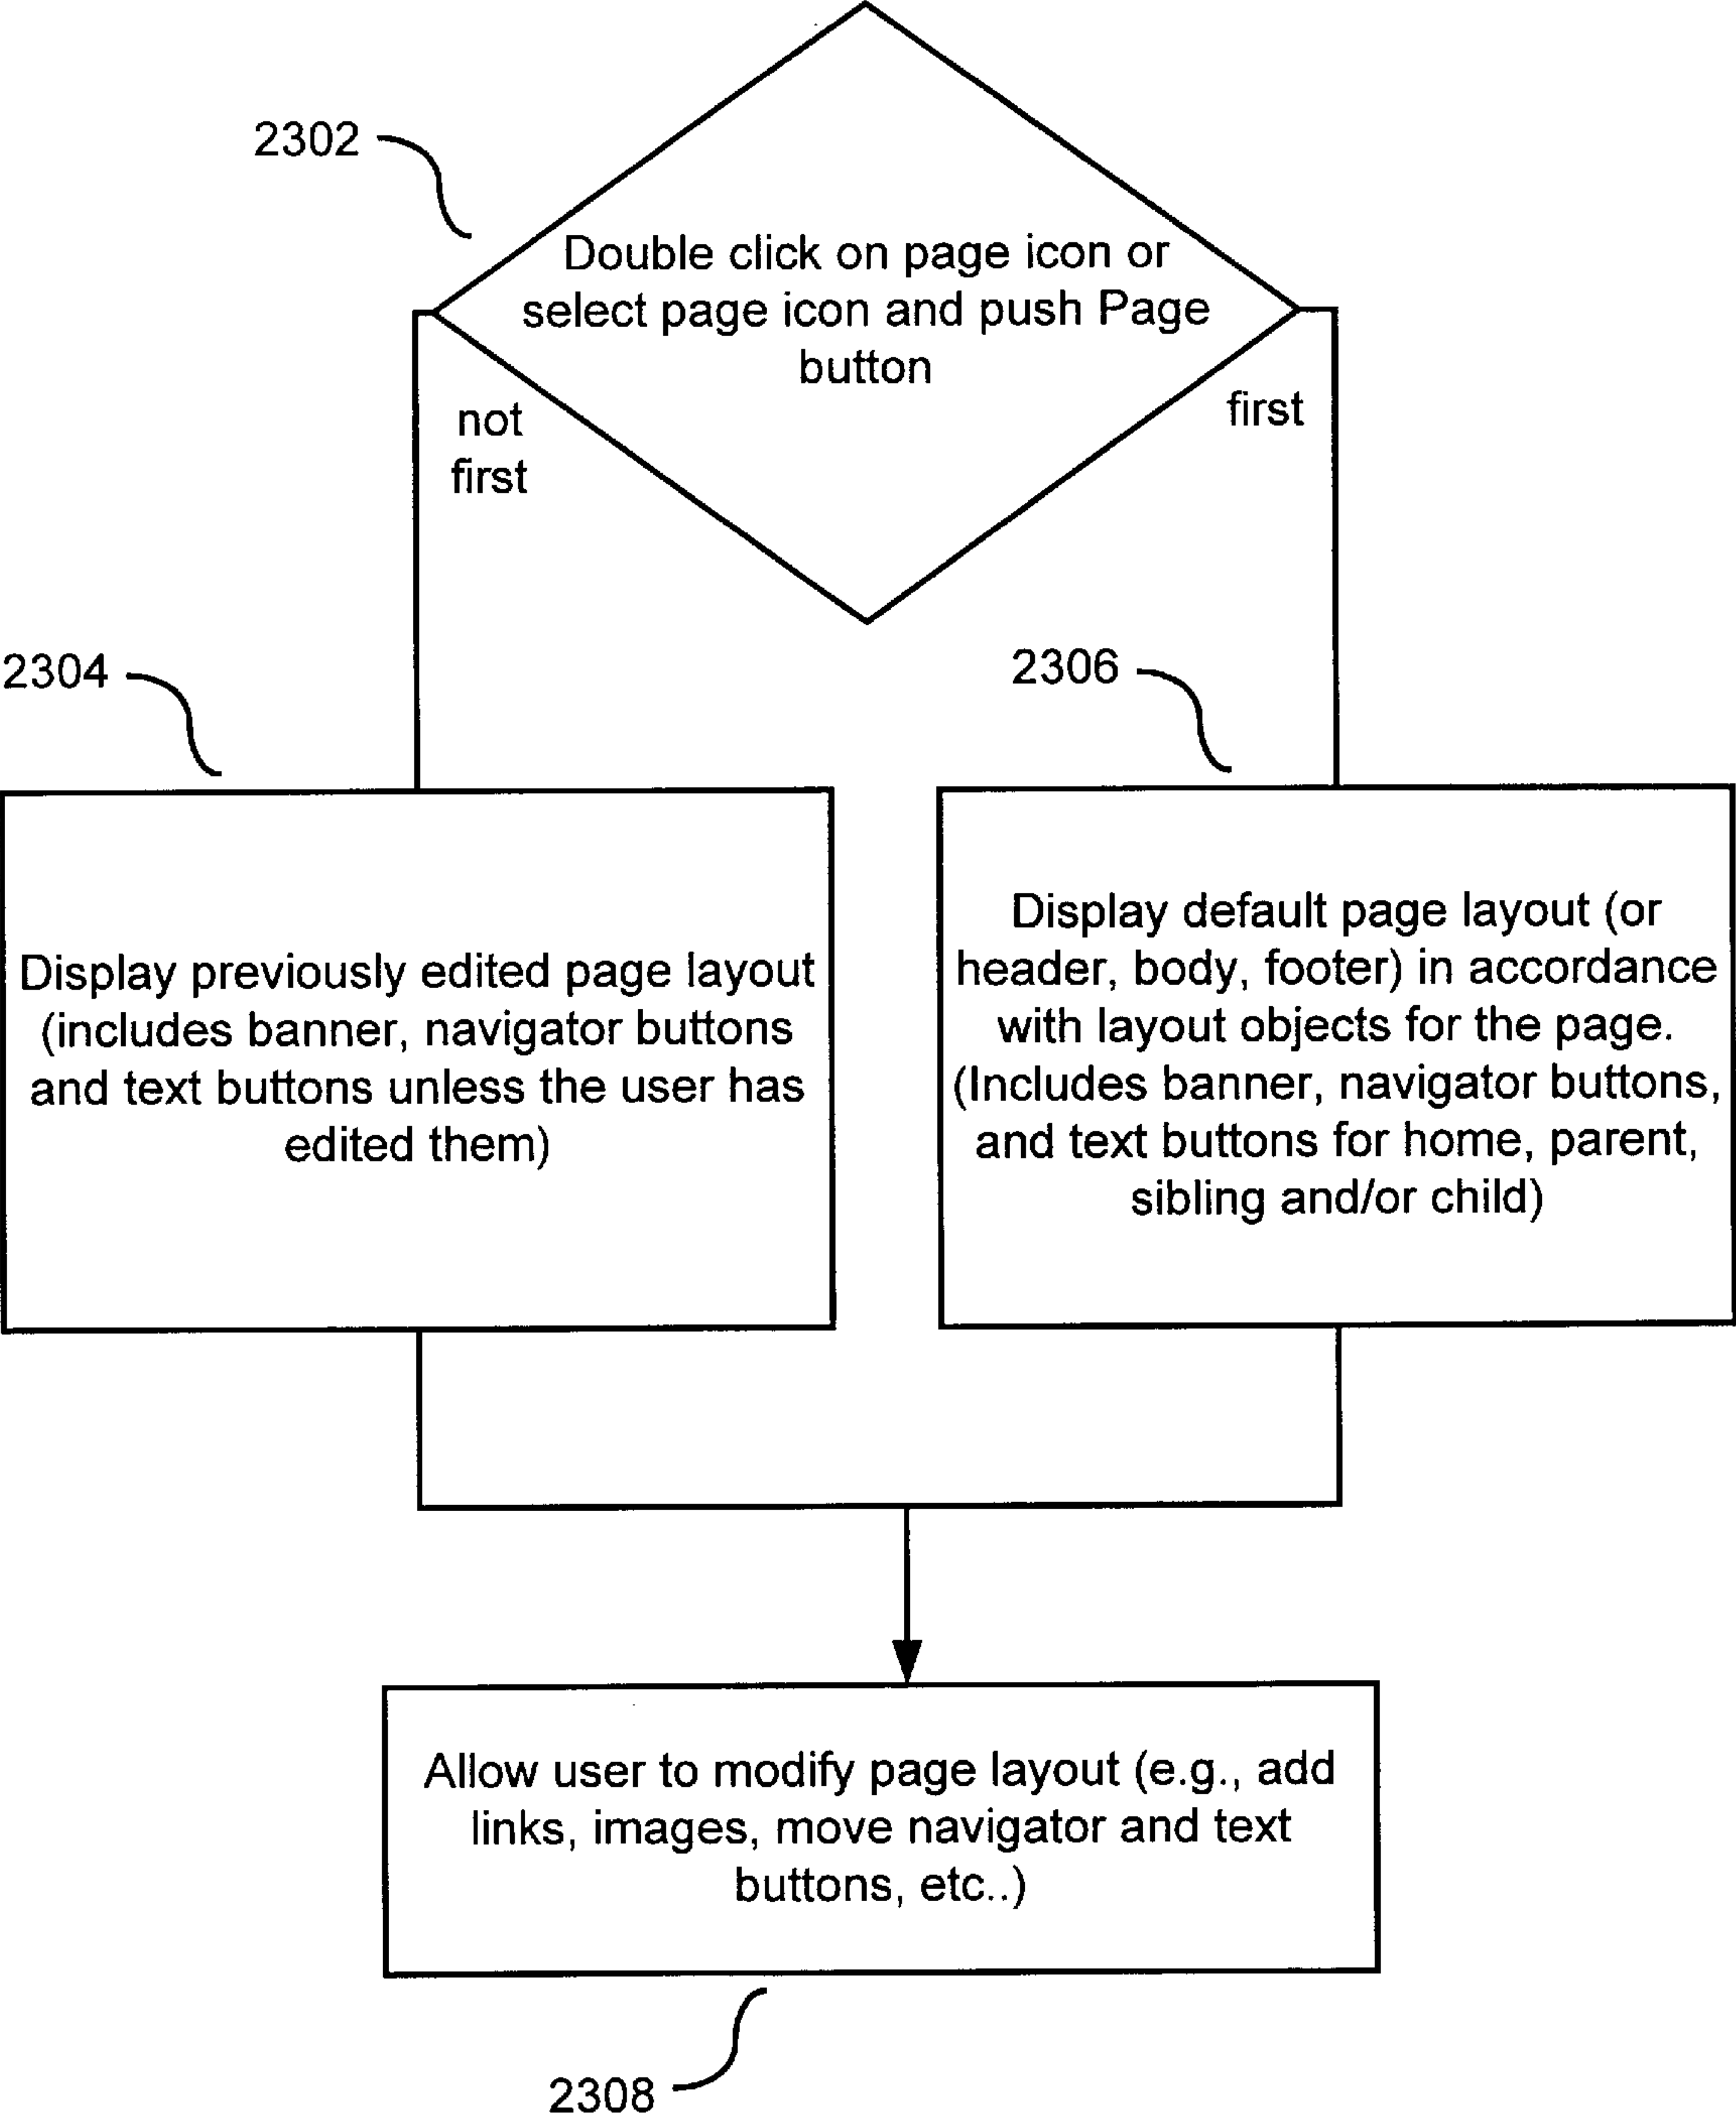 2302
Double click on page icon or
select page icon and push Page
button
not
first
first
2304
2306
Display previously edited page layout
(includes banner, navigator buttons
and text buttons unless the user has
edited them)
Display default page layout (or
header, body, footer) in accordance
with layout objects for the page.
(Includes banner, navigator buttons,
and text buttons for home, parent,
sibling and/or child)
Allow user to modify page layout (e.g., add
links, images, move navigator and text
buttons, etc..)
2308